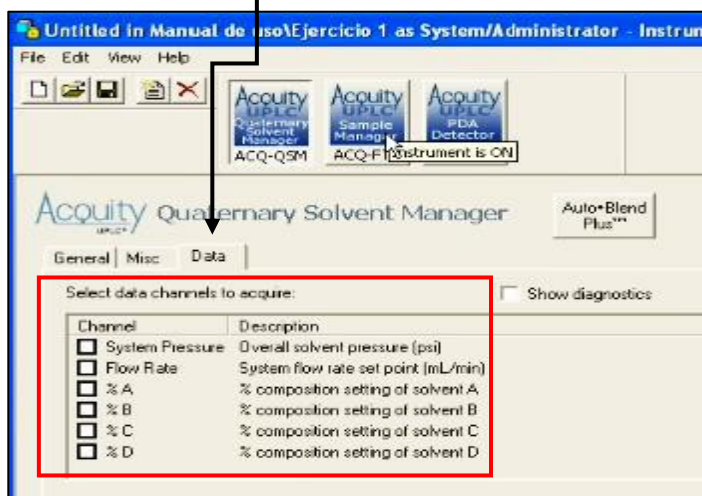 Untitled in Manual de uso\Ejercicio 1 as System/Administrator - Instrum
File Edit View Help
Acquity UPLC Quaternary Solvent Manager
ACQ-QSM
Acquity UPLC Sample Manager
ACQ-FT
Acquity UPLC PDA Detector
Instrument is ON
Acquity UPLC Quaternary Solvent Manager
Auto•Blend Plus™
General Misc Data
Select data channels to acquire:
Show diagnostics
Channel Description
System Pressure Overall solvent pressure (psi)
Flow Rate System flow rate set point (mL/min)
% A % composition setting of solvent A
% B % composition setting of solvent B
% C % composition setting of solvent C
% D % composition setting of solvent D